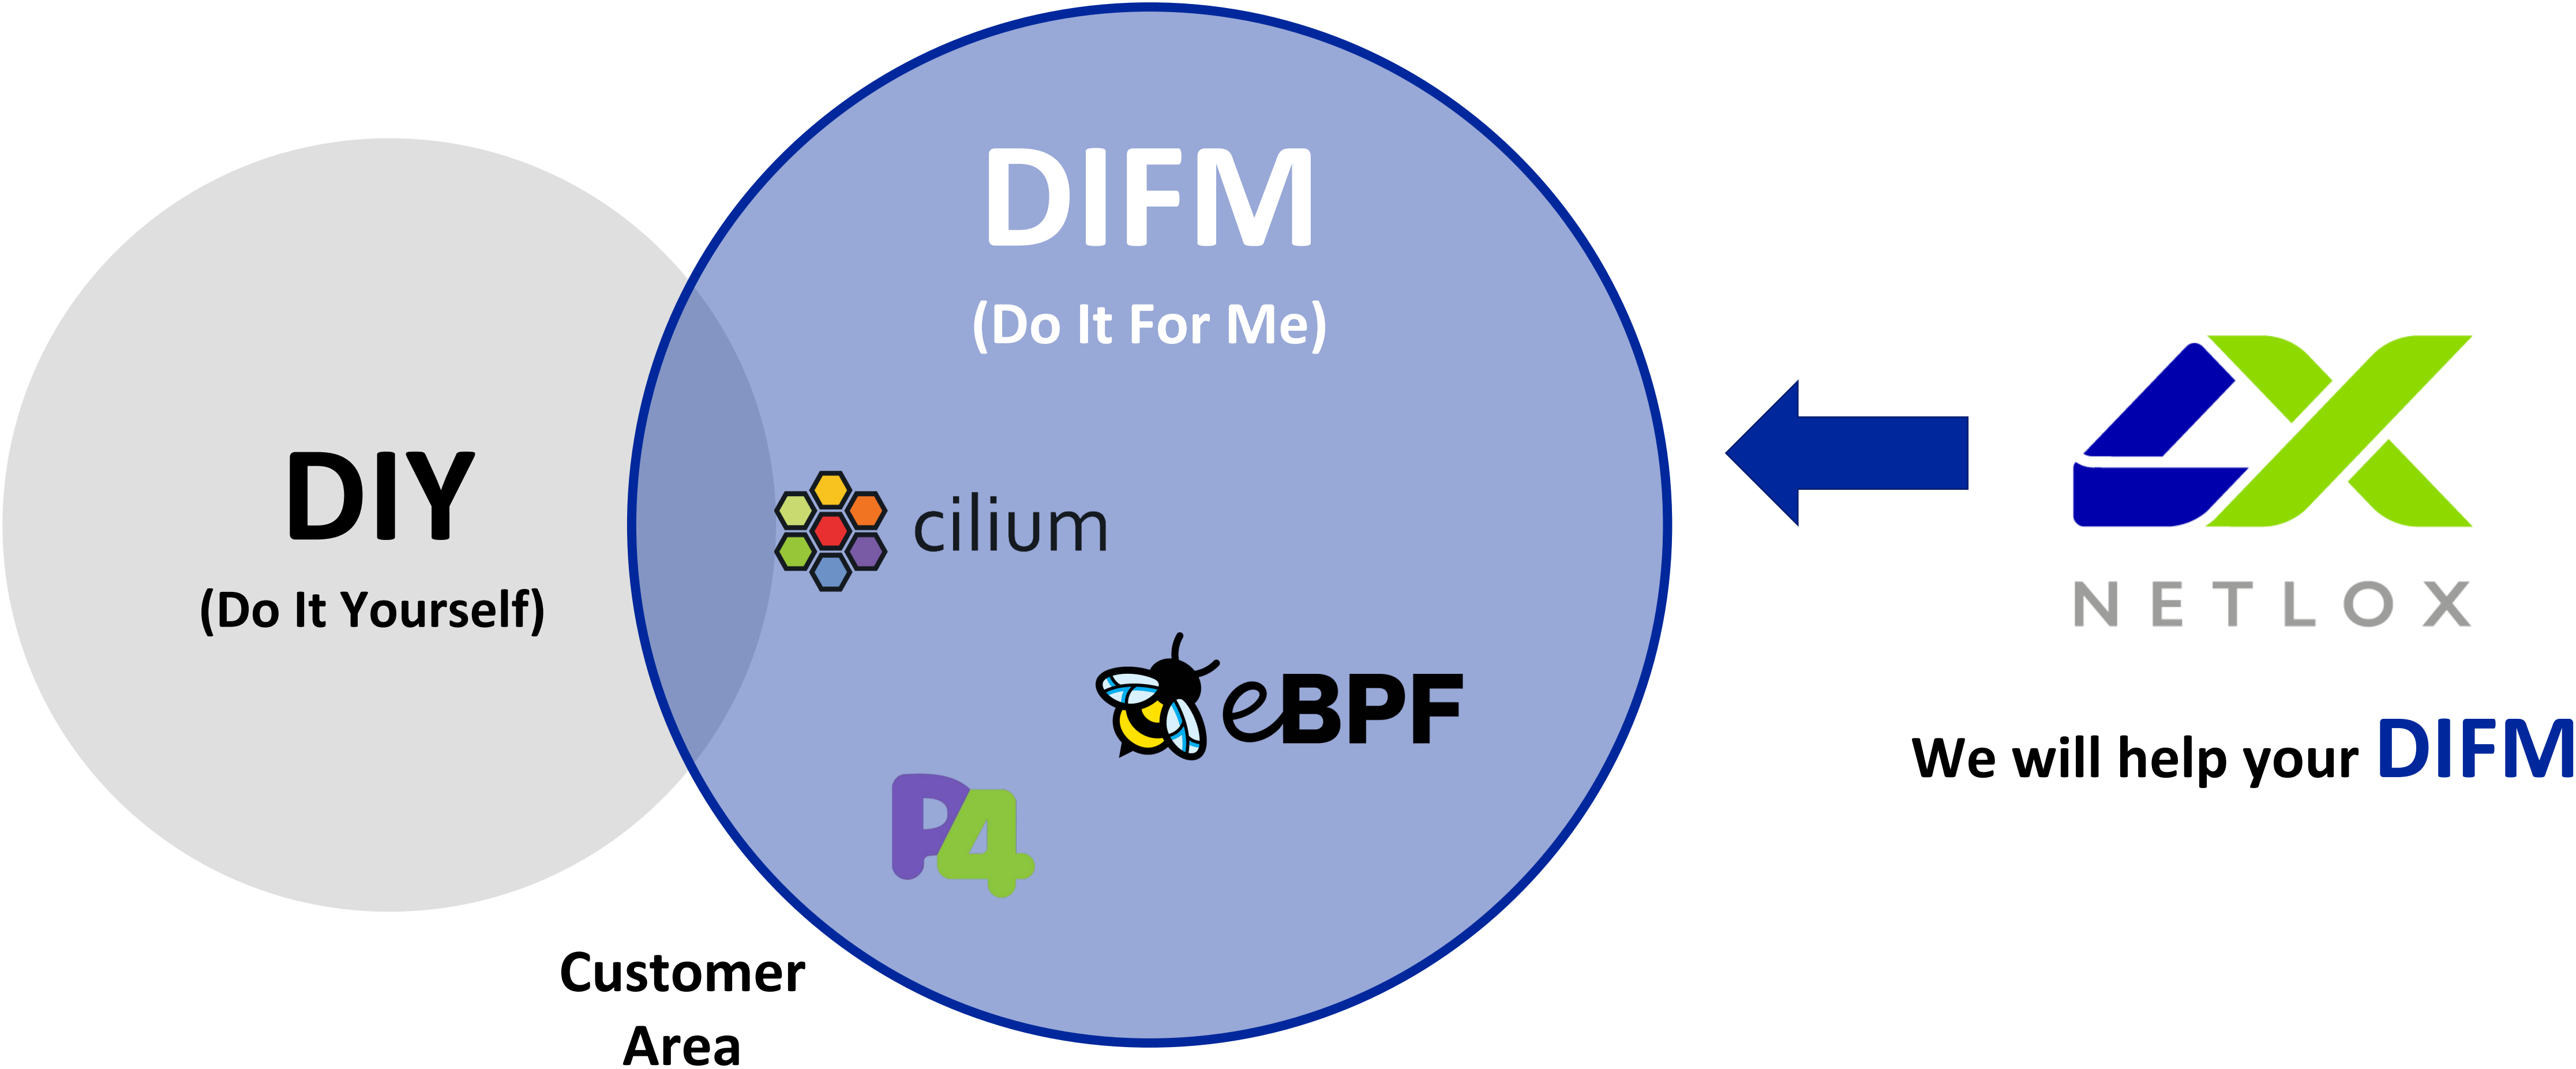 DIY
(Do It Yourself)
DIFM
(Do It For Me)
cilium
eBPF
P4
Customer
Area
NETLOX
We will help your DIFM